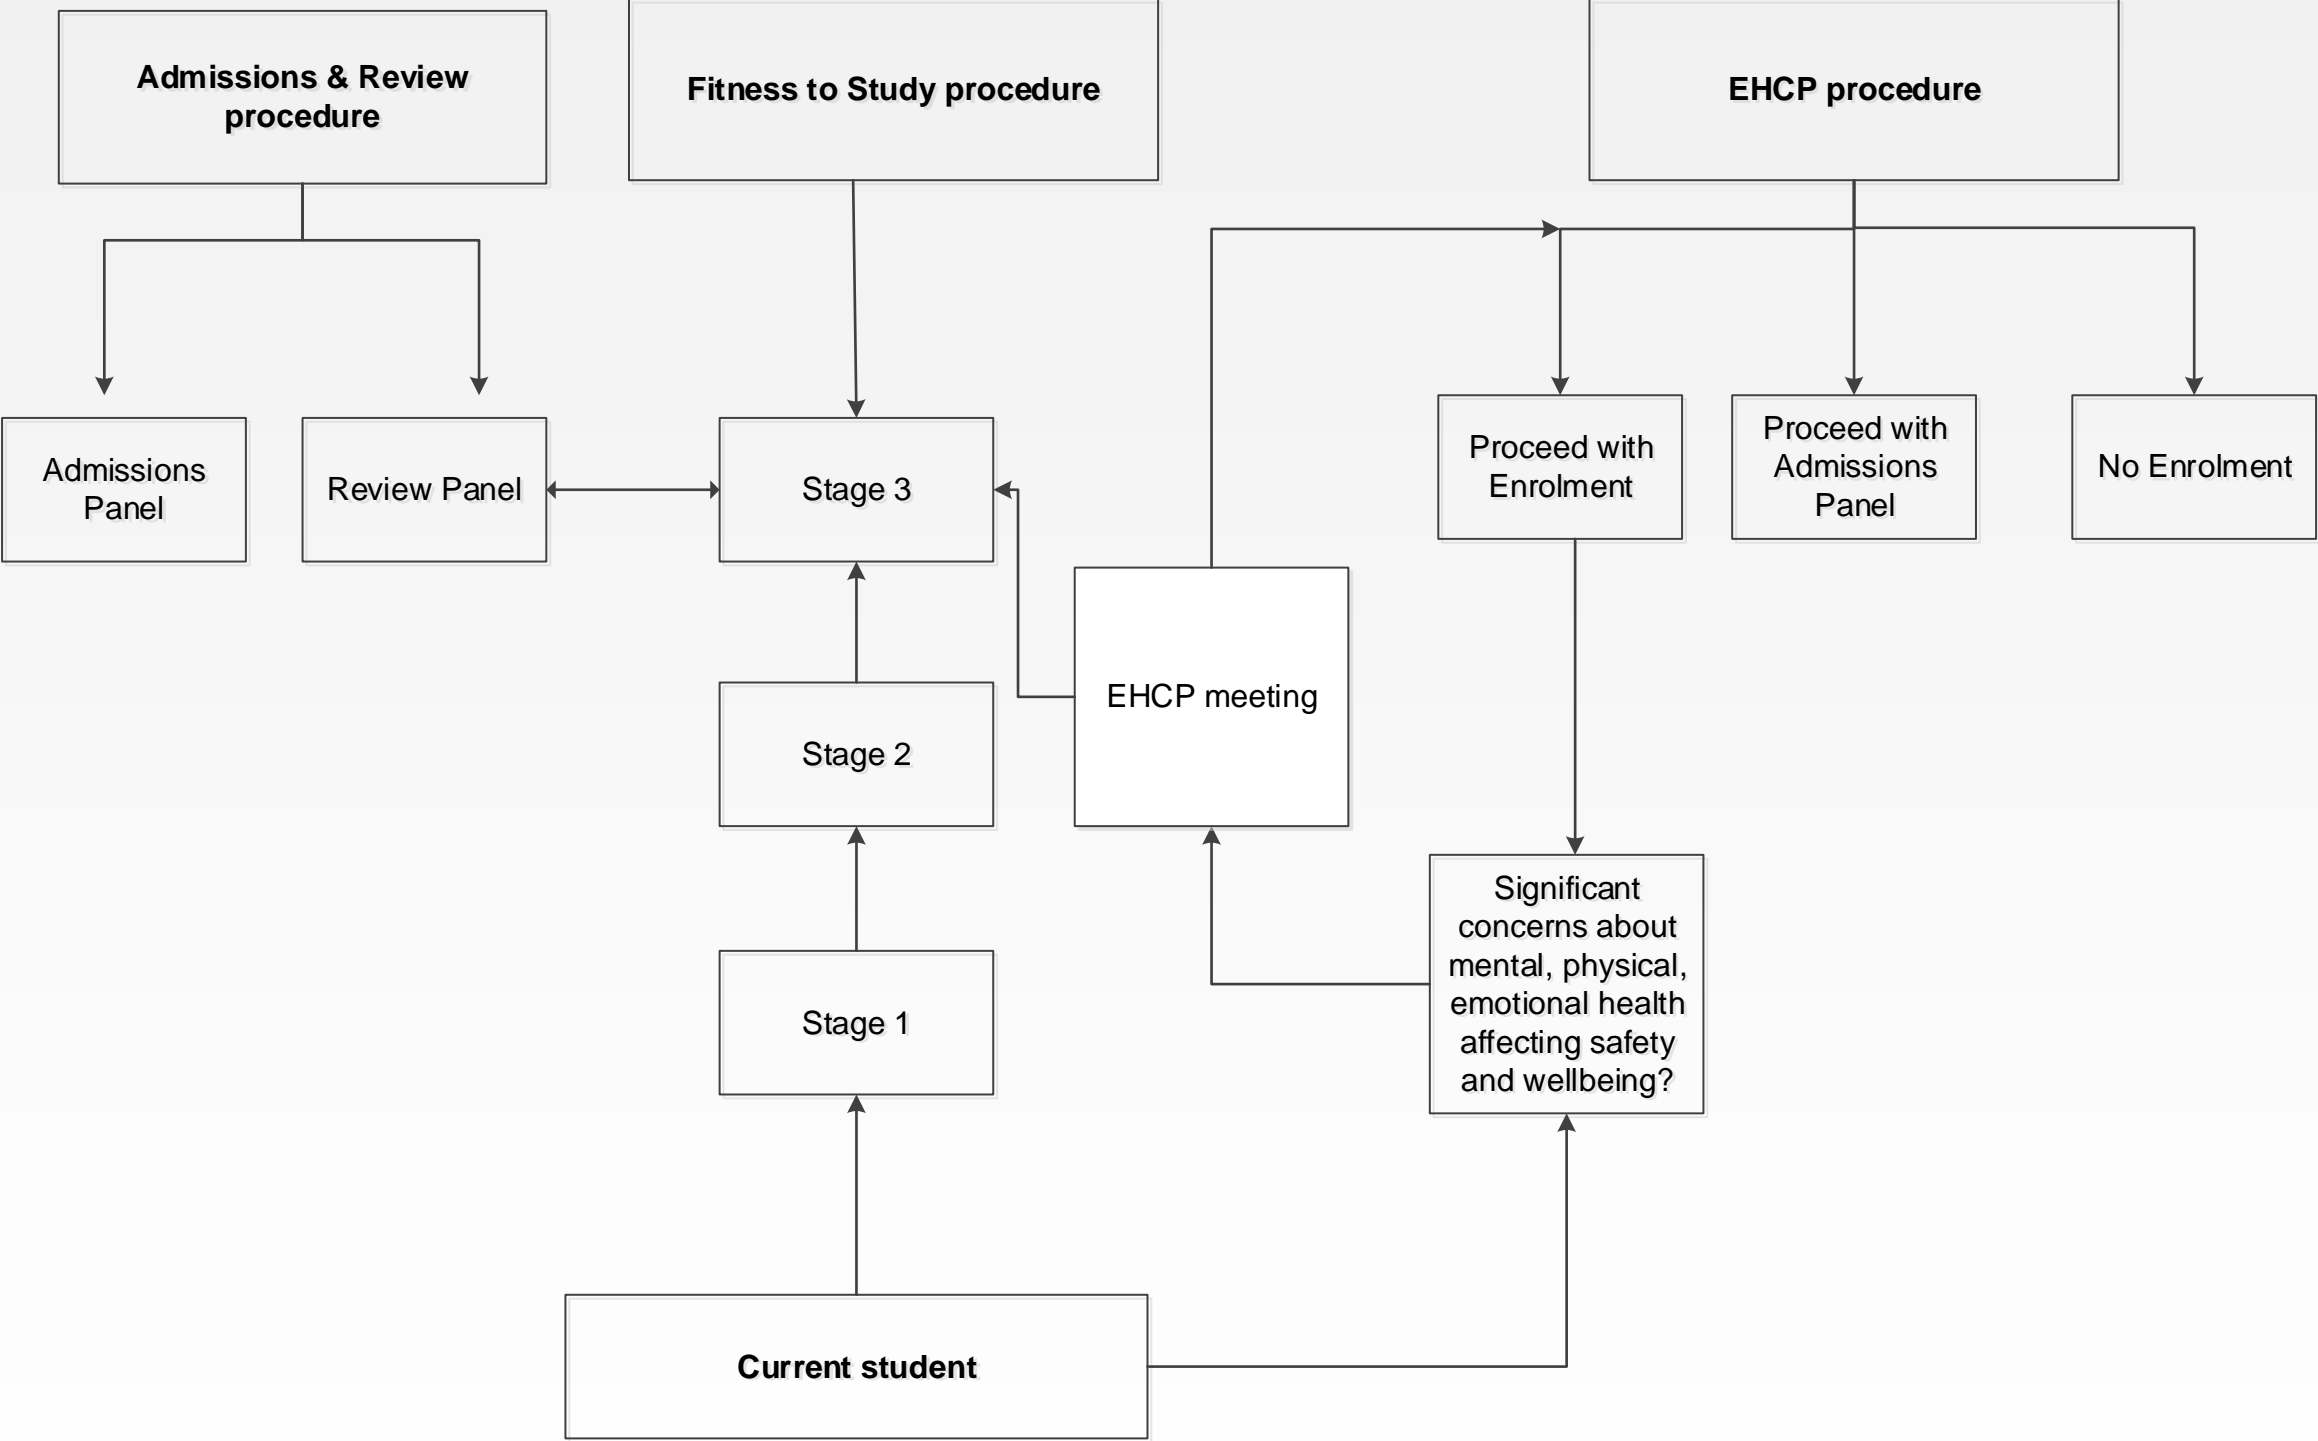 Admissions & Review
procedure
Fitness to Study procedure
EHCP procedure
Admissions
Panel
Review Panel
Stage 3
Proceed with
Enrolment
Proceed with
Admissions
Panel
No Enrolment
EHCP meeting
Stage 2
Significant
concerns about
mental, physical,
emotional health
affecting safety
and wellbeing?
Stage 1
Current student